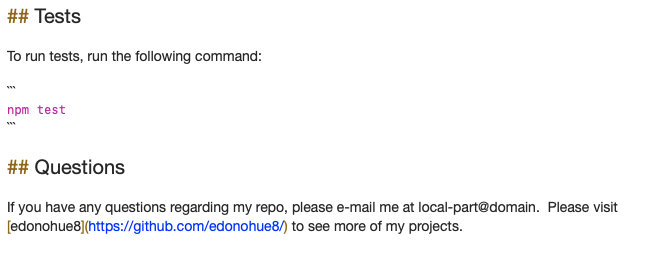 ## Tests
To run tests, run the following command:
```
npm test
```
## Questions
If you have any questions regarding my repo, please e-mail me at local-part@domain.  Please visit
[edonohue8](https://github.com/edonohue8/) to see more of my projects.